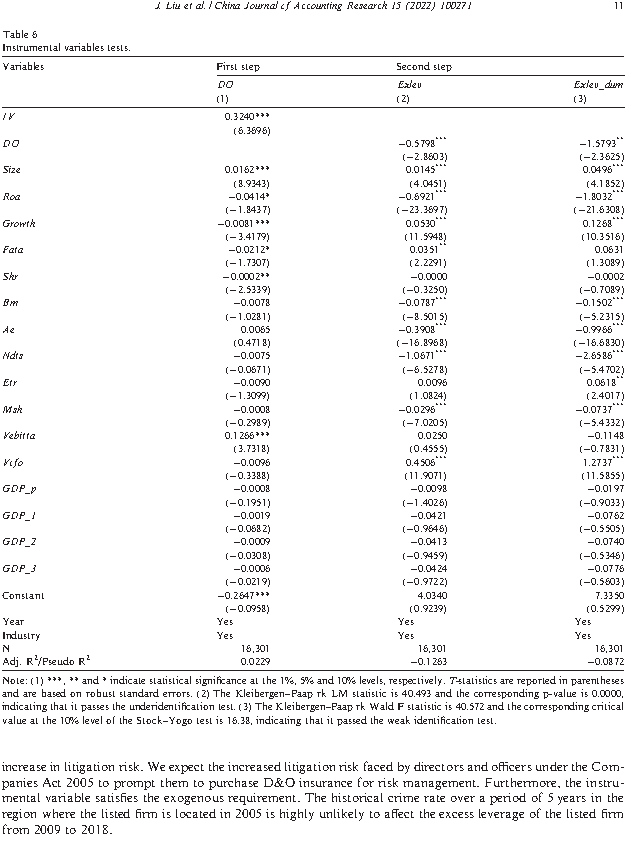 J. Liu et al. / China Journal of Accounting Research 15 (2022) 100271 11
Table 6
Instrumental variables tests.
Variables First step Second step
DO Exlev Exlev_dum
(1) (2) (3)
IV 0.3240***
(6.3696)
DO −0.5798*** −1.5793**
(−2.8603) (−2.3625)
Size 0.0162*** 0.0145*** 0.0496***
(8.9343) (4.0451) (4.1852)
Roa −0.0414* −0.6921*** −1.8032***
(−1.8437) (−23.3697) (−21.6308)
Growth −0.0081*** 0.0530*** 0.1268***
(−3.4179) (11.5948) (10.3516)
Fata −0.0212* 0.0351** 0.0631
(−1.7307) (2.2291) (1.3089)
Shr −0.0002** −0.0000 −0.0002
(−2.5339) (−0.3250) (−0.7089)
Bm −0.0078 −0.0787*** −0.1502***
(−1.0281) (−8.5015) (−5.2315)
Ae 0.0065 −0.3908*** −0.9966***
(0.4718) (−16.8968) (−16.6830)
Ndts −0.0075 −1.0671*** −2.6586***
(−0.0671) (−6.5278) (−5.4702)
Etr −0.0090 0.0096 0.0618**
(−1.3099) (1.0824) (2.4017)
Msh −0.0008 −0.0296*** −0.0737***
(−0.2989) (−7.0205) (−5.4332)
Vebitta 0.1266*** 0.0250 −0.1148
(3.7318) (0.4555) (−0.7831)
Vcfo −0.0096 0.4506*** 1.2737***
(−0.3388) (11.9071) (11.5855)
GDP_p −0.0008 −0.0098 −0.0197
(−0.1951) (−1.4026) (−0.9033)
GDP_1 −0.0019 −0.0421 −0.0762
(−0.0682) (−0.9646) (−0.5505)
GDP_2 −0.0009 −0.0413 −0.0740
(−0.0308) (−0.9459) (−0.5346)
GDP_3 −0.0006 −0.0424 −0.0776
(−0.0219) (−0.9722) (−0.5603)
Constant −0.2647*** 4.0340 7.3350
(−0.0958) (0.9239) (0.5299)
Year Yes Yes Yes
Industry Yes Yes Yes
N 16,301 16,301 16,301
Adj. R²/Pseudo R² 0.0229 −0.1263 −0.0872
Note: (1) ***, ** and * indicate statistical significance at the 1%, 5% and 10% levels, respectively. T-statistics are reported in parentheses
and are based on robust standard errors. (2) The Kleibergen–Paap rk LM statistic is 40.493 and the corresponding p-value is 0.0000,
indicating that it passes the underidentification test. (3) The Kleibergen–Paap rk Wald F statistic is 40.572 and the corresponding critical
value at the 10% level of the Stock–Yogo test is 16.38, indicating that it passed the weak identification test.
increase in litigation risk. We expect the increased litigation risk faced by directors and officers under the Com-
panies Act 2005 to prompt them to purchase D&O insurance for risk management. Furthermore, the instru-
mental variable satisfies the exogenous requirement. The historical crime rate over a period of 5 years in the
region where the listed firm is located in 2005 is highly unlikely to affect the excess leverage of the listed firm
from 2009 to 2018.